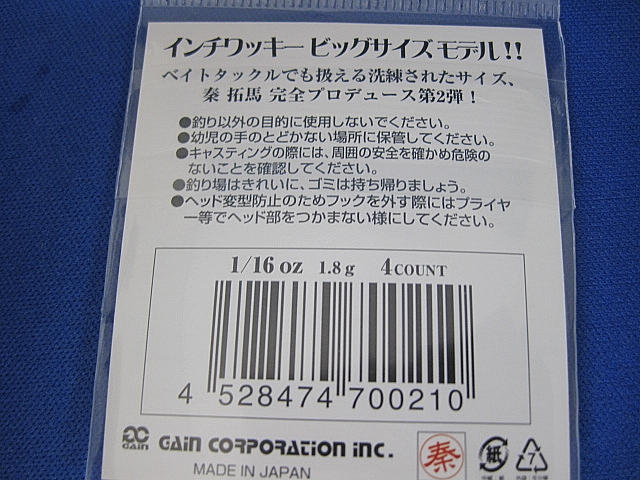 インチワッキー ビッグサイズモデル!!
ベイトタックルでも扱える洗練されたサイズ、
秦 拓馬 完全プロデュース第2弾！
●釣り以外の目的に使用しないでください。
●幼児の手のとどかない場所に保管してください。
●キャスティングの際には、周囲の安全を確かめ危険の
ないことを確認してください。
●釣り場はきれいに、ゴミは持ち帰りましょう。
●ヘッド変型防止のためフックを外す際にはプライヤ
ー等でヘッド部をつかまない様にしてください。
1/16 oz 1.8 g 4 COUNT
4 528474 700210
GAIN GAIN CORPORATION INC. 秦 紙 7
MADE IN JAPAN